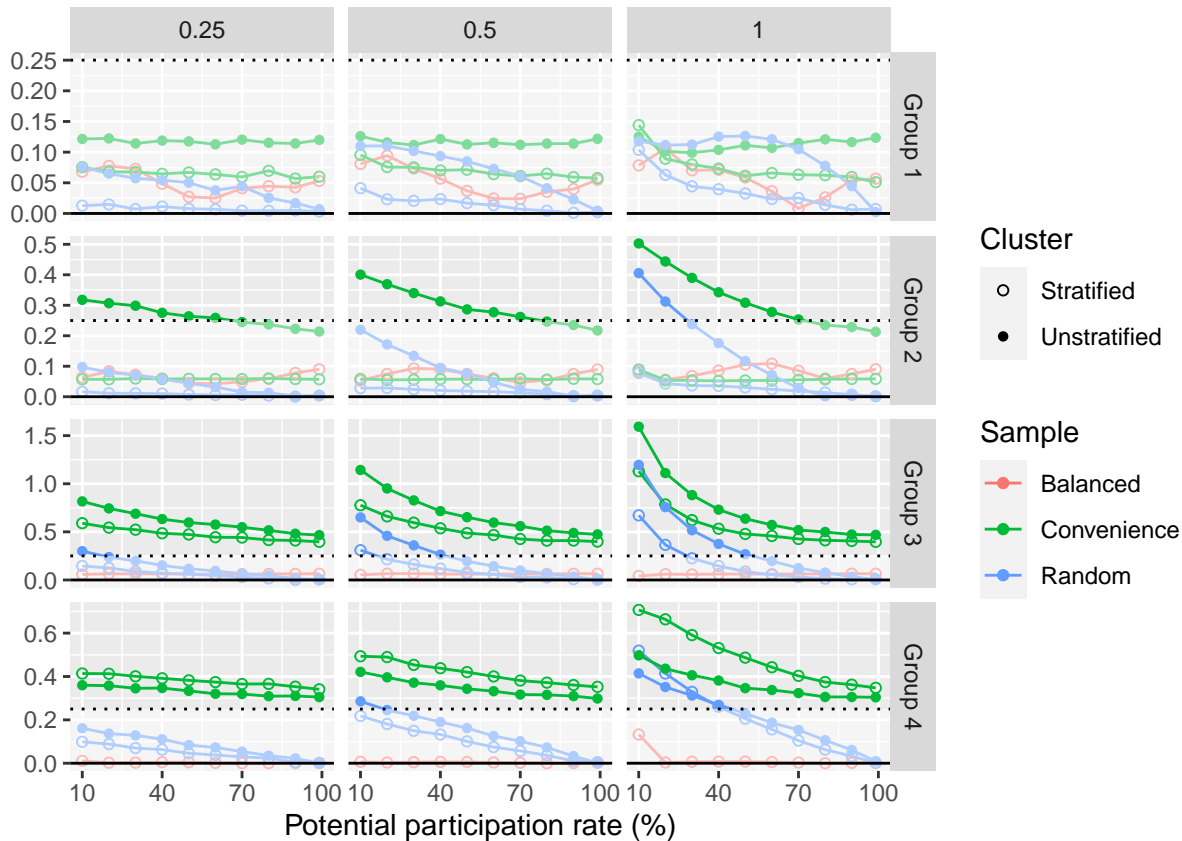 0.25 0.5 1
0.25
0.20
0.15
0.10
0.05
0.00
Group 1
0.5
0.4
0.3
0.2
0.1
0.0
Group 2
1.5
1.0
0.5
0.0
Group 3
0.6
0.4
0.2
0.0
Group 4
10 40 70 100 10 40 70 100 10 40 70 100
Potential participation rate (%)
Cluster
Stratified
Unstratified
Sample
Balanced
Convenience
Random